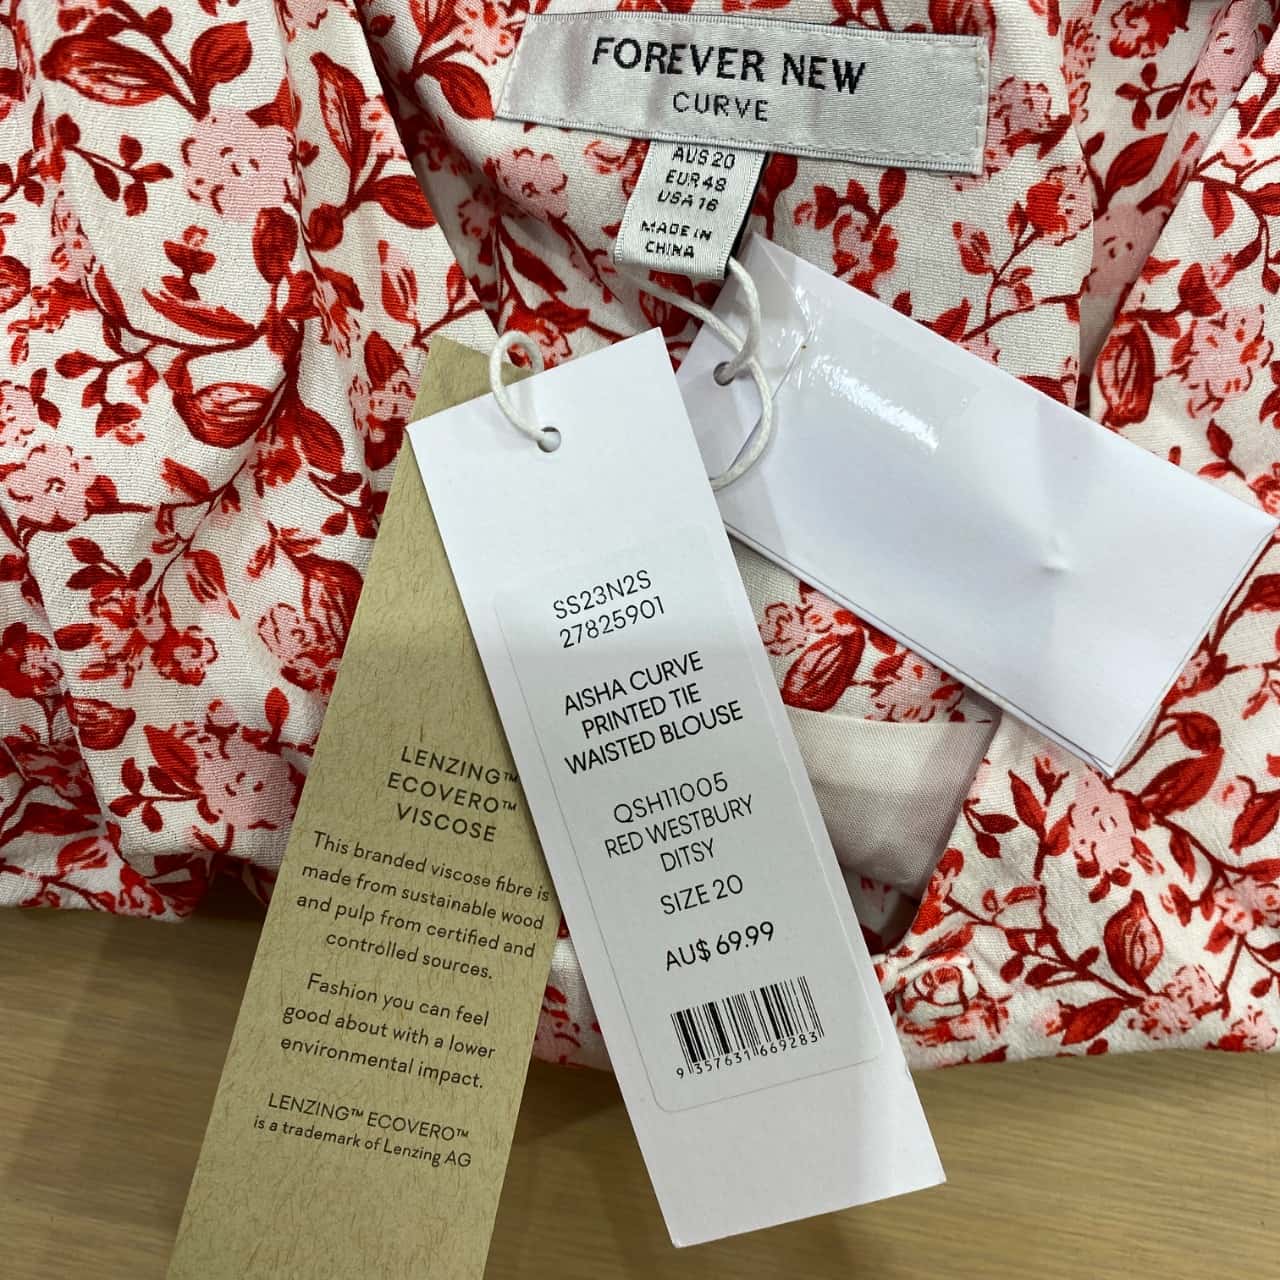 FOREVER NEW
CURVE
AUS 20
EUR 48
USA 16
MADE IN
CHINA
LENZING™
ECOVERO™
VISCOSE
This branded viscose fibre is
made from sustainable wood
and pulp from certified and
controlled sources.
Fashion you can feel
good about with a lower
environmental impact.
LENZING™ ECOVERO™
is a trademark of Lenzing AG
SS23N2S
27825901
AISHA CURVE
PRINTED TIE
WAISTED BLOUSE
QSH11005
RED WESTBURY
DITSY
SIZE 20
AU$ 69.99
9 357631 669283